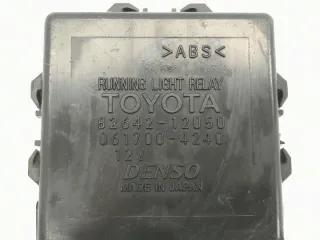 >ABS<
RUNNING LIGHT RELAY
TOYOTA
82642-12050
061700-4240
12V
DENSO
MADE IN JAPAN